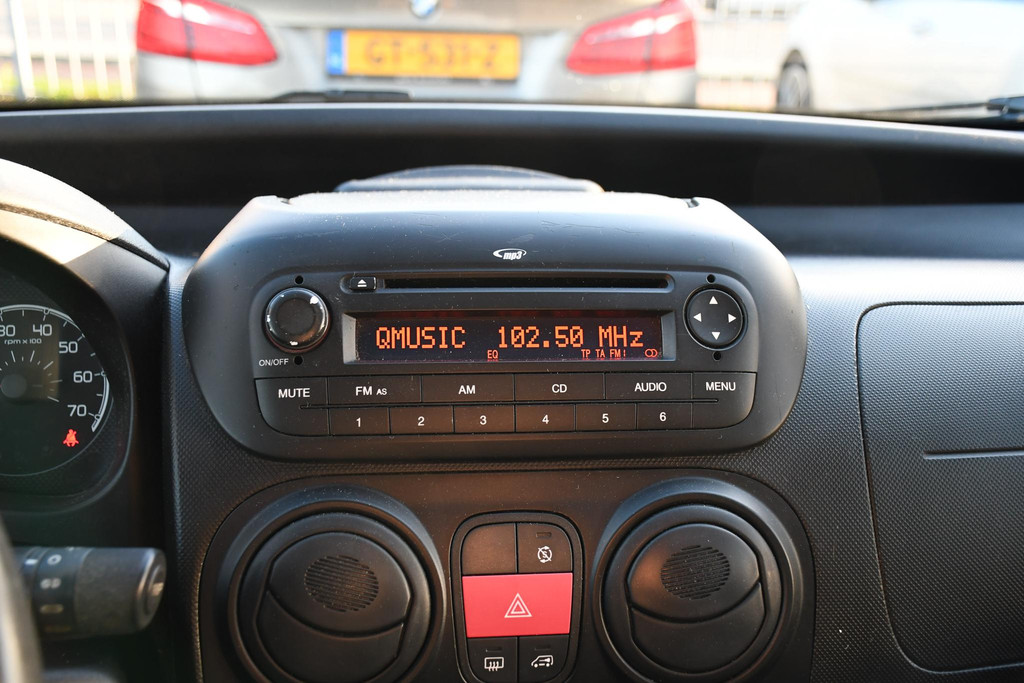 mp3
QMUSIC 102.50 MHz
EQ TP TA FM1 CD
ON/OFF
MUTE FM AS AM CD AUDIO MENU
1 2 3 4 5 6
30 40 50 60 70
rpm x 100